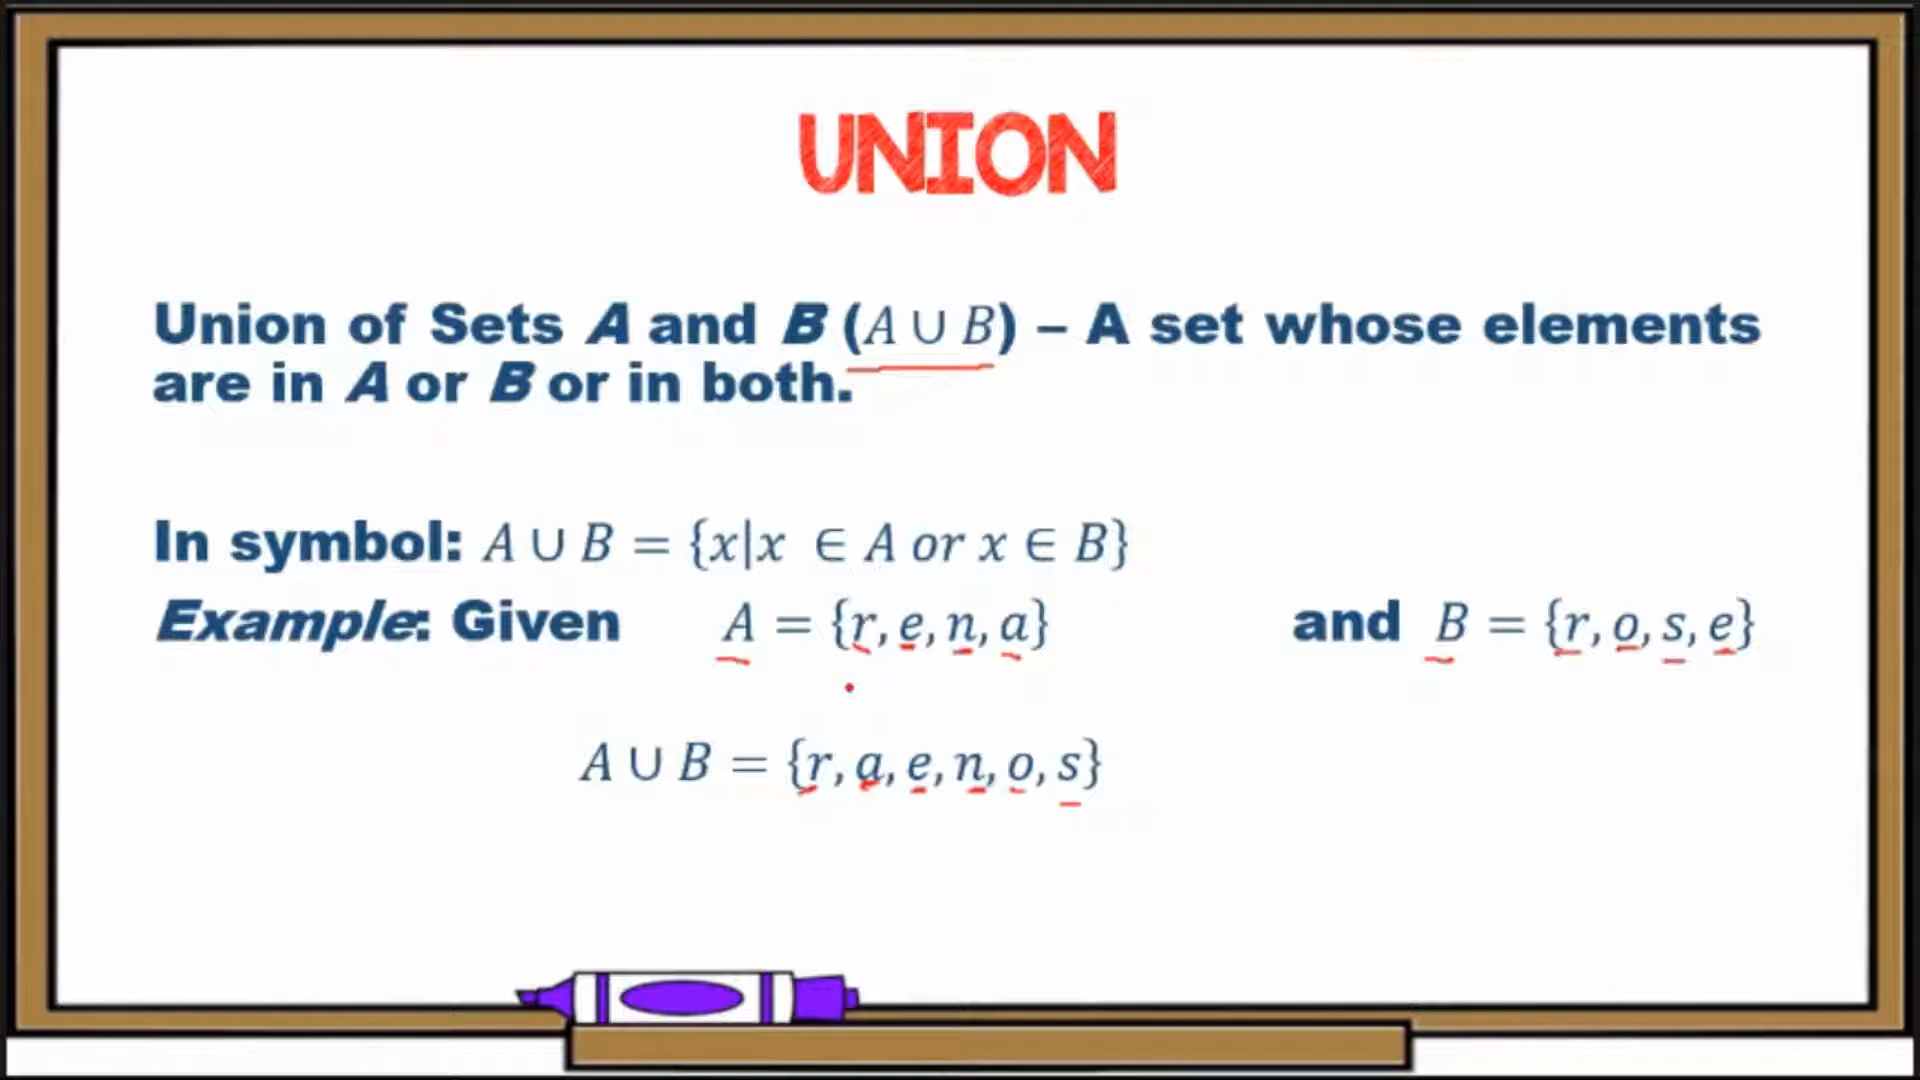 UNION
Union of Sets A and B (A ∪ B) – A set whose elements
are in A or B or in both.
In symbol: A ∪ B = {x|x ∈ A or x ∈ B}
Example: Given A = {r, e, n, a} and B = {r, o, s, e}
A ∪ B = {r, a, e, n, o, s}